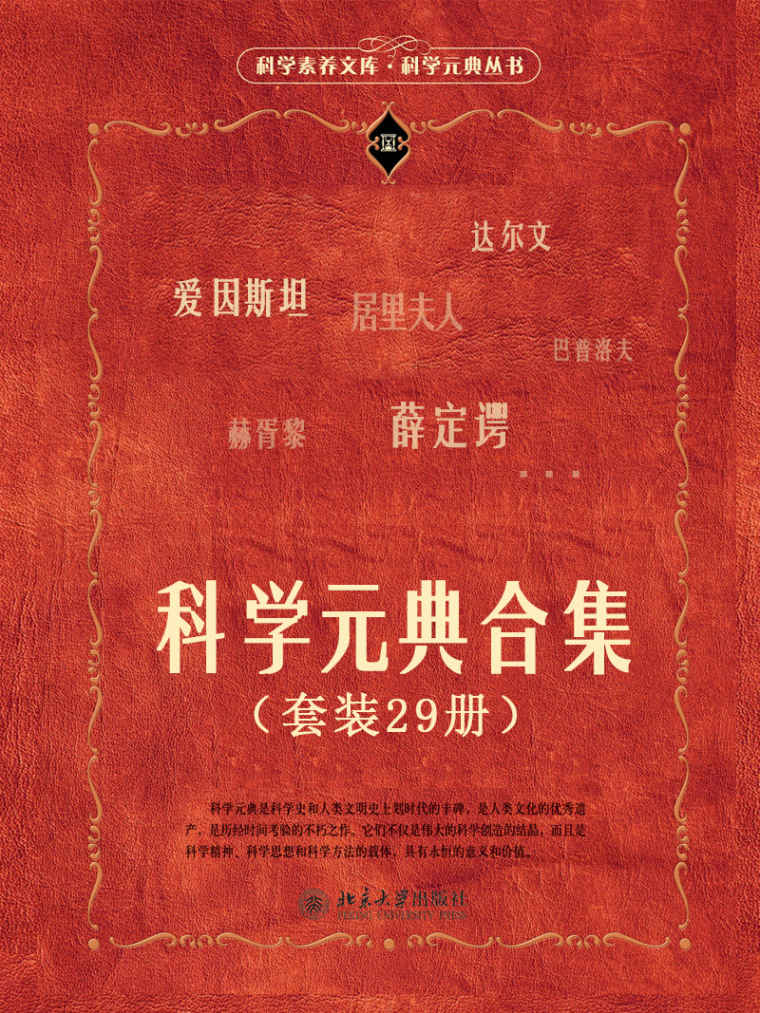 科学素养文库·科学元典丛书
达尔文
爱因斯坦
居里夫人
巴普洛夫
赫胥黎
薛定谔
...
科学元典合集
（套装29册）
科学元典是科学史和人类文明史上划时代的丰碑，是人类文化的优秀遗
产，是历经时间考验的不朽之作。它们不仅是伟大的科学创造的结晶，而且是
科学精神、科学思想和科学方法的载体，具有永恒的意义和价值。
北京大学出版社
PEKING UNIVERSITY PRESS